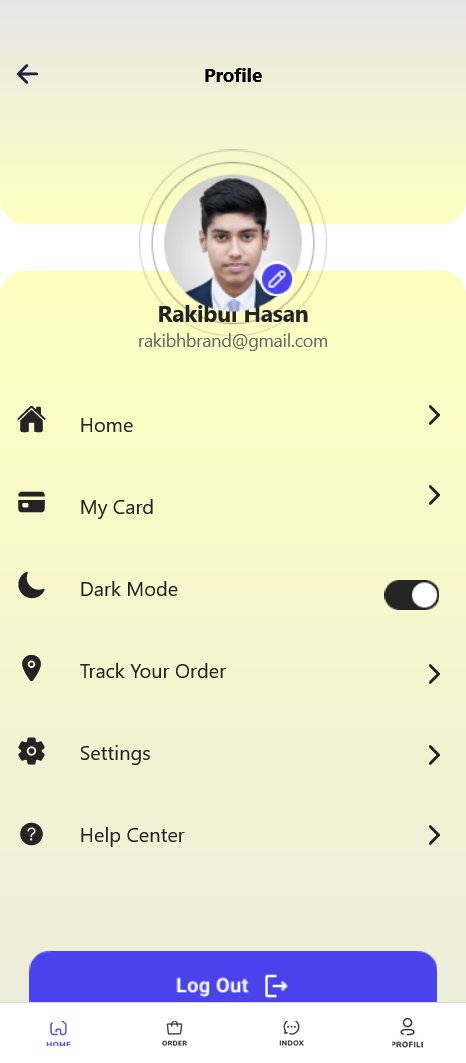 Profile
Rakibul Hasan
rakibhbrand@gmail.com
Home
My Card
Dark Mode
Track Your Order
Settings
?
Help Center
Log Out
HOME
ORDER
INDOX
PROFILI